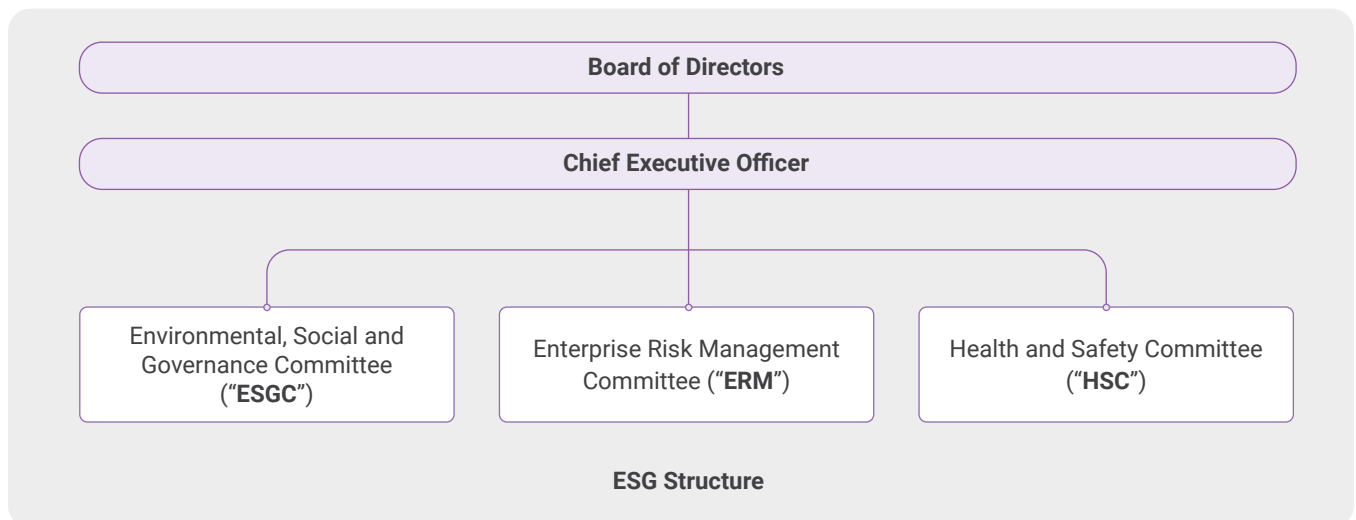 Board of Directors
Chief Executive Officer
Environmental, Social and
Governance Committee
(“ESGC”)
Enterprise Risk Management
Committee (“ERM”)
Health and Safety Committee
(“HSC”)
ESG Structure